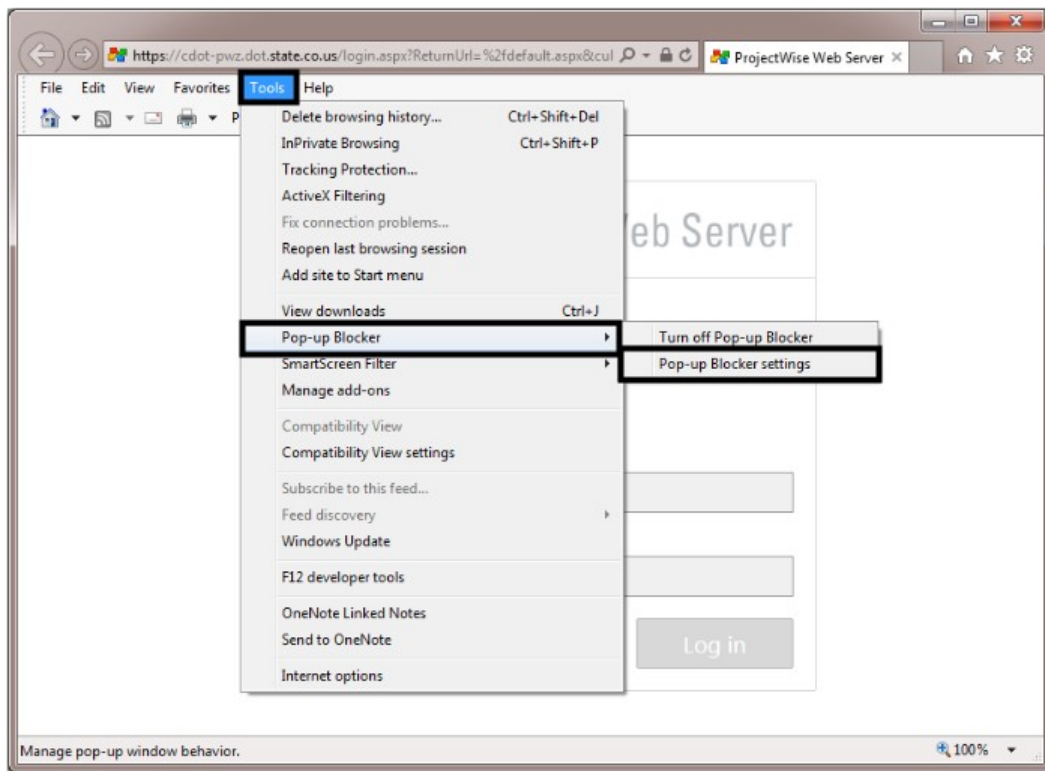 https://cdot-pwz.dot.state.co.us/login.aspx?ReturnUrl=%2fdefault.aspx&cul
ProjectWise Web Server
File Edit View Favorites Tools Help
P
Delete browsing history... Ctrl+Shift+Del
InPrivate Browsing Ctrl+Shift+P
Tracking Protection...
ActiveX Filtering
Fix connection problems...
eb Server
Reopen last browsing session
Add site to Start menu
View downloads Ctrl+J
Pop-up Blocker Turn off Pop-up Blocker
SmartScreen Filter Pop-up Blocker settings
Manage add-ons
Compatibility View
Compatibility View settings
Subscribe to this feed...
Feed discovery
Windows Update
F12 developer tools
OneNote Linked Notes
Send to OneNote
Log in
Internet options
Manage pop-up window behavior. 100%